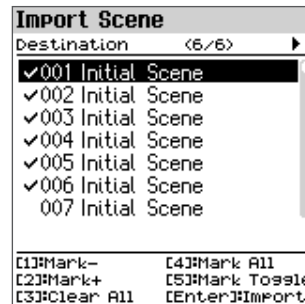 Import Scene
Destination <6/6>
✓001 Initial Scene
✓002 Initial Scene
✓003 Initial Scene
✓004 Initial Scene
✓005 Initial Scene
✓006 Initial Scene
007 Initial Scene
[1]:Mark- [4]:Mark All
[2]:Mark+ [5]:Mark Toggle
[3]:Clear All [Enter]:Import